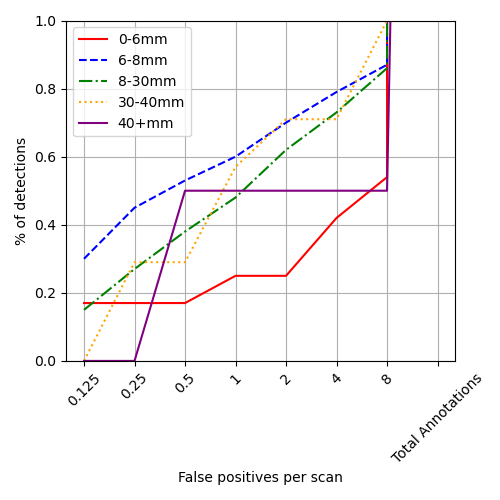 1.0
0.8
0.6
0.4
0.2
0.0
% of detections
0-6mm
6-8mm
8-30mm
30-40mm
40+mm
0.125
0.25
0.5
1
2
4
8
Total Annotations
False positives per scan